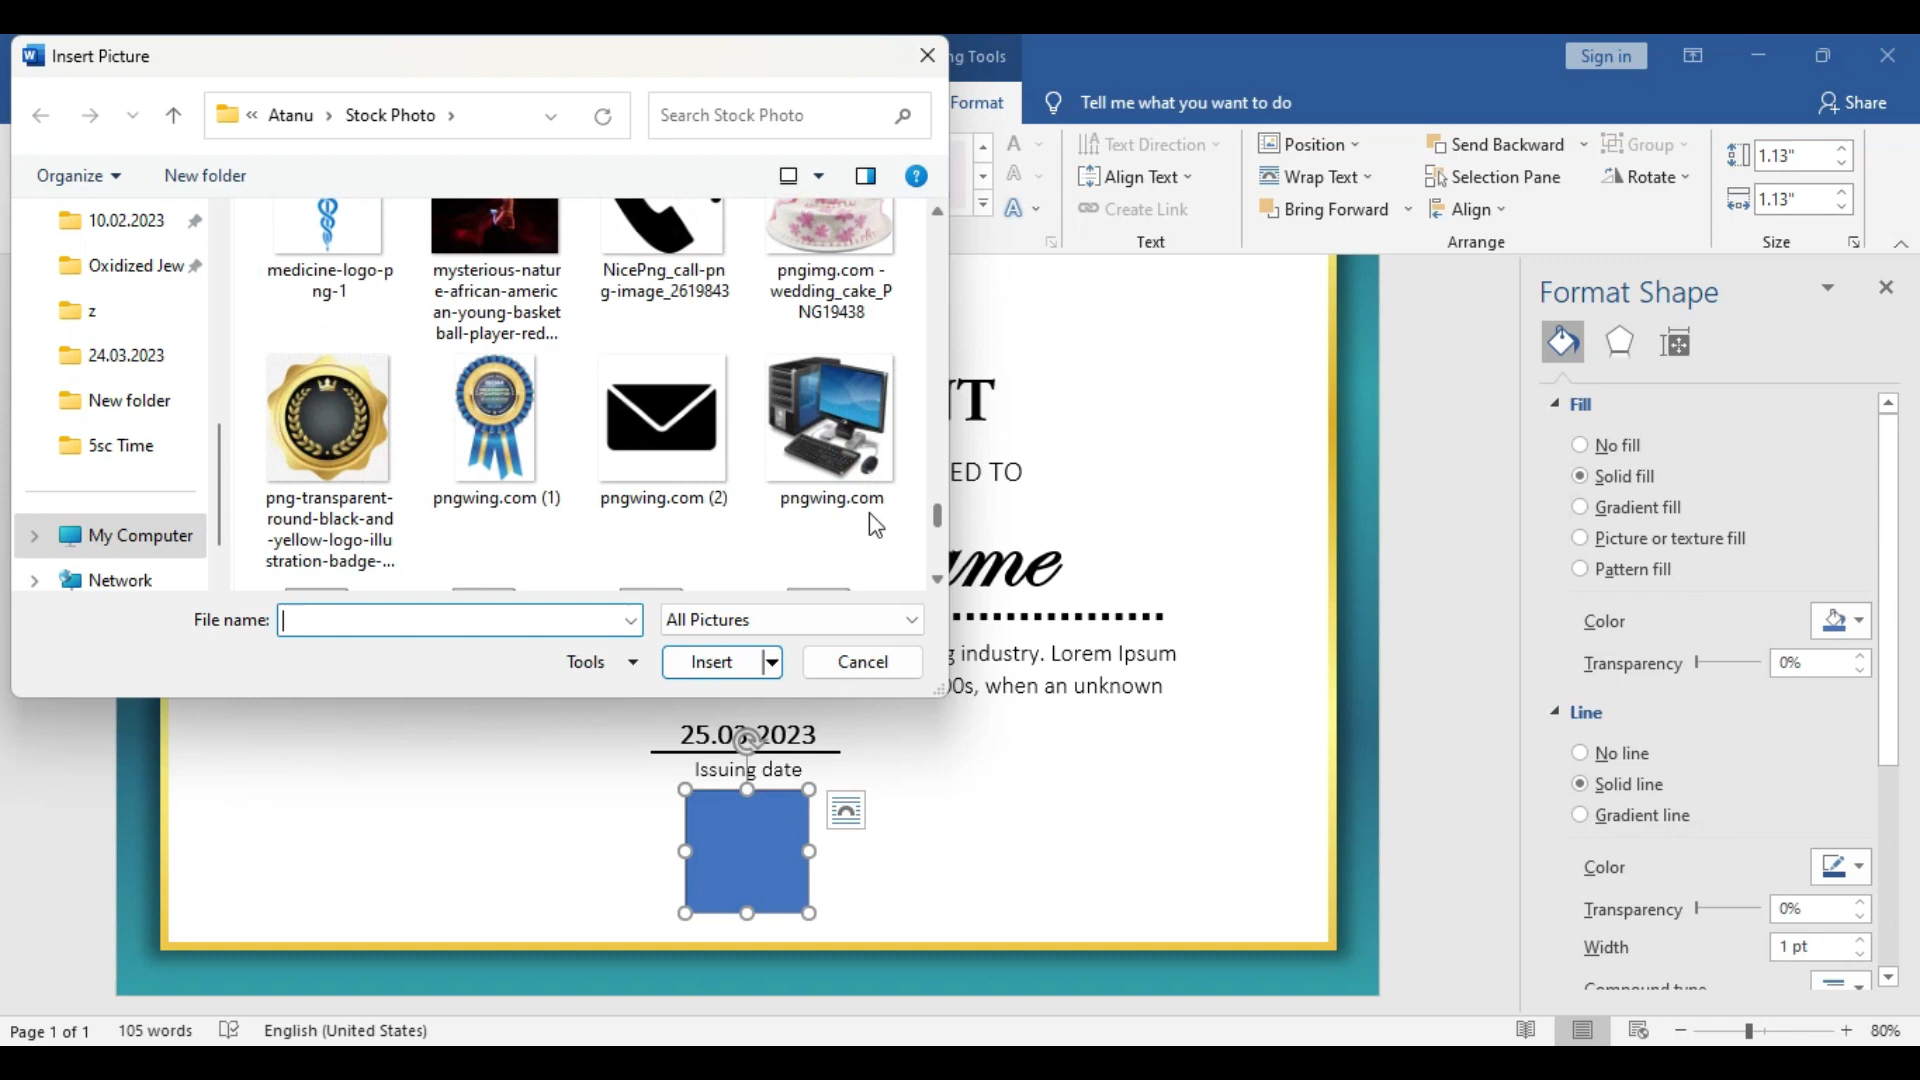 Insert Picture
ng Tools
Sign in
« Atanu › Stock Photo ›
Search Stock Photo
Format
Tell me what you want to do
Share
Organize
New folder
10.02.2023
Oxidized Jew
z
24.03.2023
New folder
5sc Time
My Computer
Network
medicine-logo-p
ng-1
mysterious-natur
e-african-americ
an-young-basket
ball-player-red...
NicePng_call-pn
g-image_2619843
pngimg.com -
wedding_cake_P
NG19438
png-transparent-
round-black-and
-yellow-logo-illu
stration-badge-...
pngwing.com (1)
pngwing.com (2)
pngwing.com
File name:
All Pictures
Tools
Insert
Cancel
Text Direction
Align Text
Create Link
Text
Position
Wrap Text
Bring Forward
Send Backward
Selection Pane
Align
Group
Rotate
Arrange
1.13"
1.13"
Size
NT
ED TO
ame
g industry. Lorem Ipsum
00s, when an unknown
25.03.2023
Issuing date
Format Shape
Fill
No fill
Solid fill
Gradient fill
Picture or texture fill
Pattern fill
Color
Transparency
0%
Line
No line
Solid line
Gradient line
Color
Transparency
0%
Width
1 pt
Compound type
Page 1 of 1
105 words
English (United States)
80%